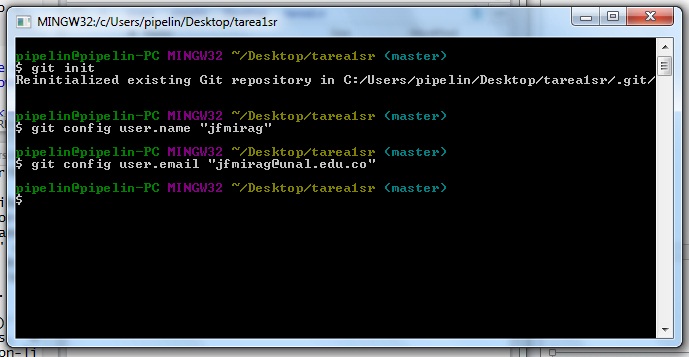 MINGW32:/c/Users/pipelin/Desktop/tarea1sr
pipelin@pipelin-PC MINGW32 ~/Desktop/tarea1sr (master)
$ git init
Reinitialized existing Git repository in C:/Users/pipelin/Desktop/tarea1sr/.git/
pipelin@pipelin-PC MINGW32 ~/Desktop/tarea1sr (master)
$ git config user.name "jfmirag"
pipelin@pipelin-PC MINGW32 ~/Desktop/tarea1sr (master)
$ git config user.email "jfmirag@unal.edu.co"
pipelin@pipelin-PC MINGW32 ~/Desktop/tarea1sr (master)
$